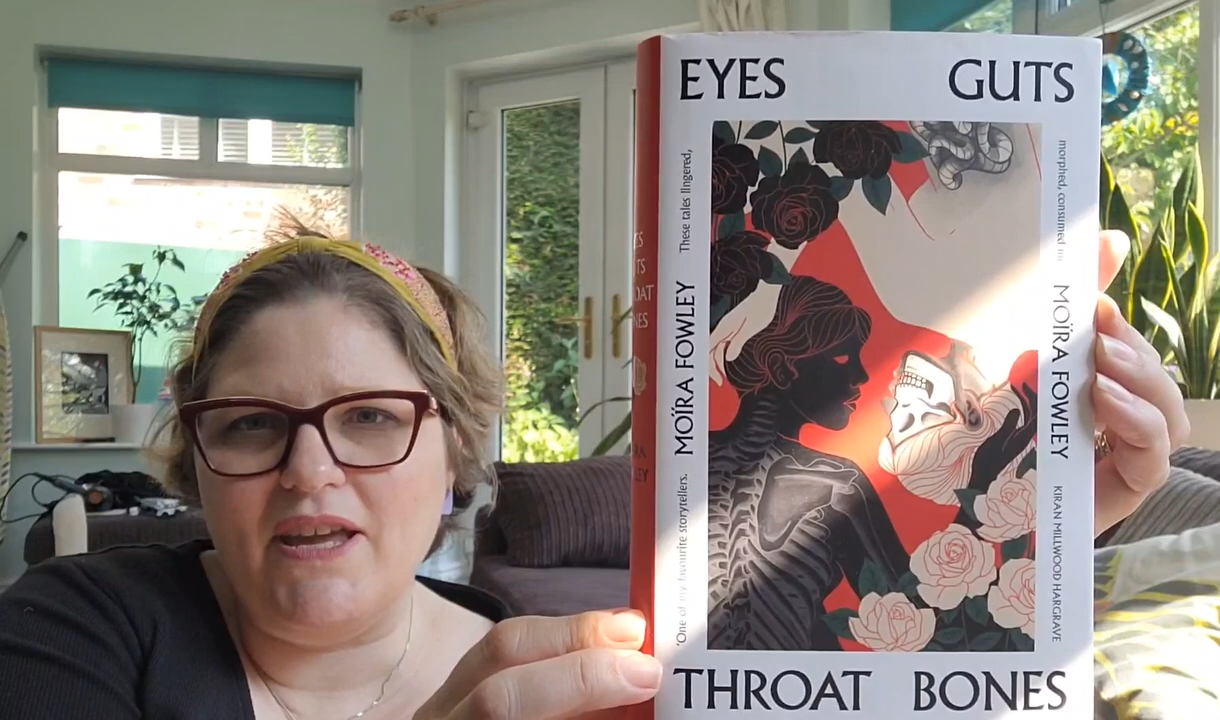 EYES GUTS
'One of my favourite storytellers. These tales lingered,
morphed, consumed me
MOÏRA FOWLEY
MOÏRA FOWLEY
KIRAN MILLWOOD HARGRAVE
THROAT BONES